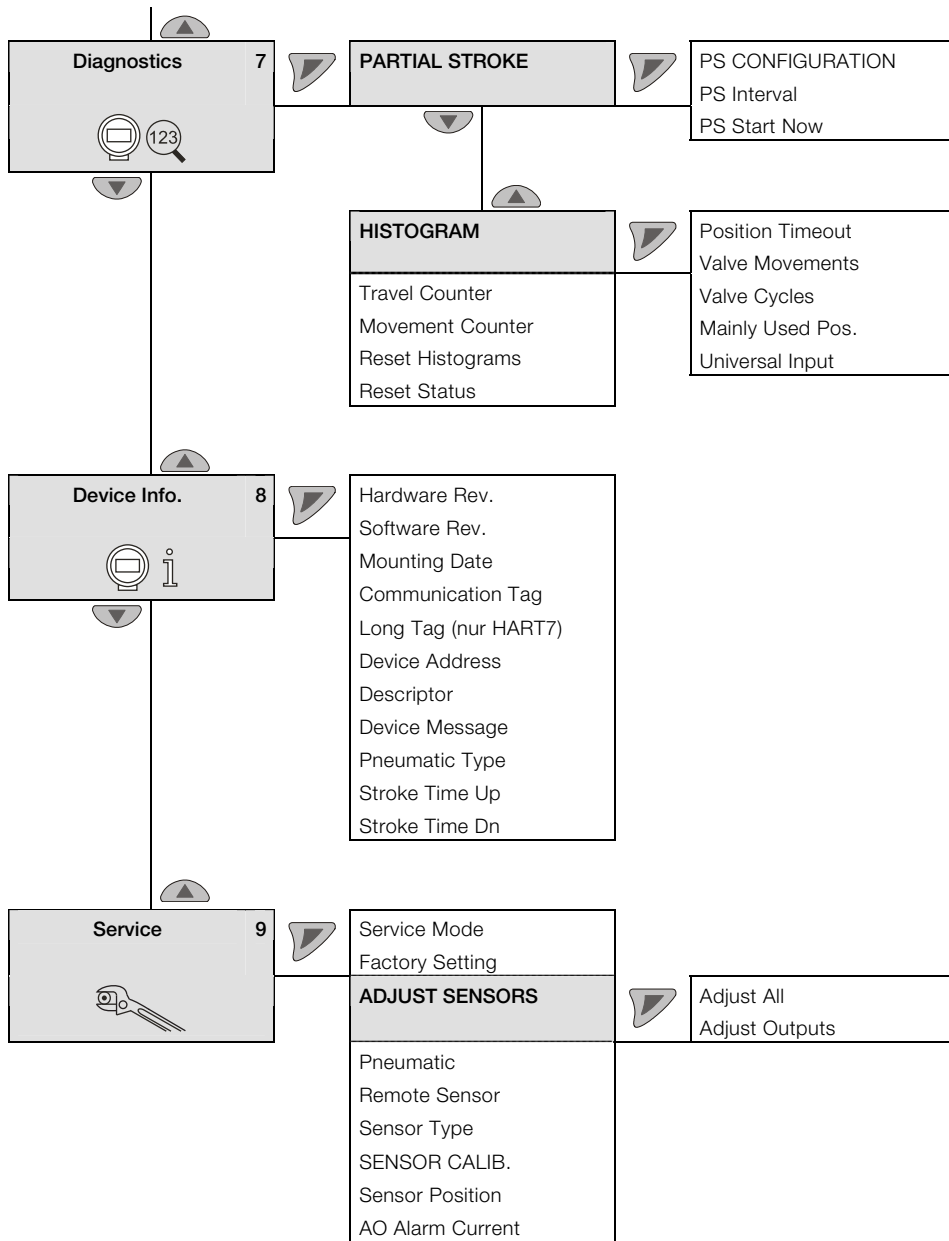 Diagnostics 7
123
PARTIAL STROKE
PS CONFIGURATION
PS Interval
PS Start Now
HISTOGRAM
Travel Counter
Movement Counter
Reset Histograms
Reset Status
Position Timeout
Valve Movements
Valve Cycles
Mainly Used Pos.
Universal Input
Device Info. 8
i
Hardware Rev.
Software Rev.
Mounting Date
Communication Tag
Long Tag (nur HART7)
Device Address
Descriptor
Device Message
Pneumatic Type
Stroke Time Up
Stroke Time Dn
Service 9
Service Mode
Factory Setting
ADJUST SENSORS
Adjust All
Adjust Outputs
Pneumatic
Remote Sensor
Sensor Type
SENSOR CALIB.
Sensor Position
AO Alarm Current